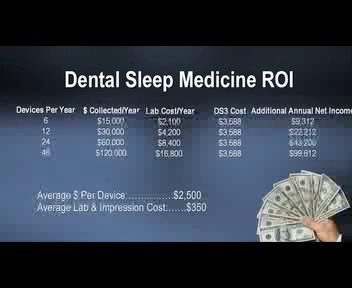 Dental Sleep Medicine ROI
Devices Per Year $ Collected/Year Lab Cost/Year DS3 Cost Additional Annual Net Income
6 $15,000 $2,100 $3,588 $9,312
12 $30,000 $4,200 $3,588 $22,212
24 $60,000 $8,400 $3,588
48 $120,000 $16,800 $3,588 $99,612
Average $ Per Device:...............$2,500
Average Lab & Impression Cost:......$350